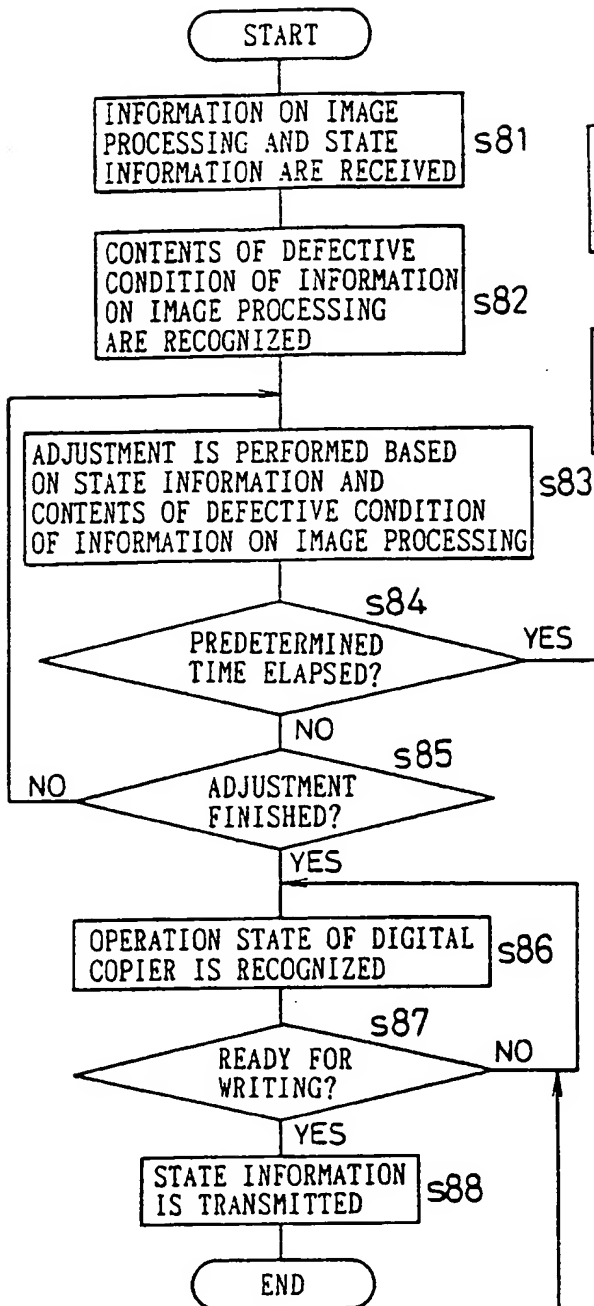 START
INFORMATION ON IMAGE
PROCESSING AND STATE
INFORMATION ARE RECEIVED
s81
CONTENTS OF DEFECTIVE
CONDITION OF INFORMATION
ON IMAGE PROCESSING
ARE RECOGNIZED
s82
ADJUSTMENT IS PERFORMED BASED
ON STATE INFORMATION AND
CONTENTS OF DEFECTIVE CONDITION
OF INFORMATION ON IMAGE PROCESSING
s83
s84
PREDETERMINED
TIME ELAPSED?
YES
NO
s85
NO
ADJUSTMENT
FINISHED?
YES
OPERATION STATE OF DIGITAL
COPIER IS RECOGNIZED
s86
s87
READY FOR
WRITING?
NO
YES
STATE INFORMATION
IS TRANSMITTED
s88
END